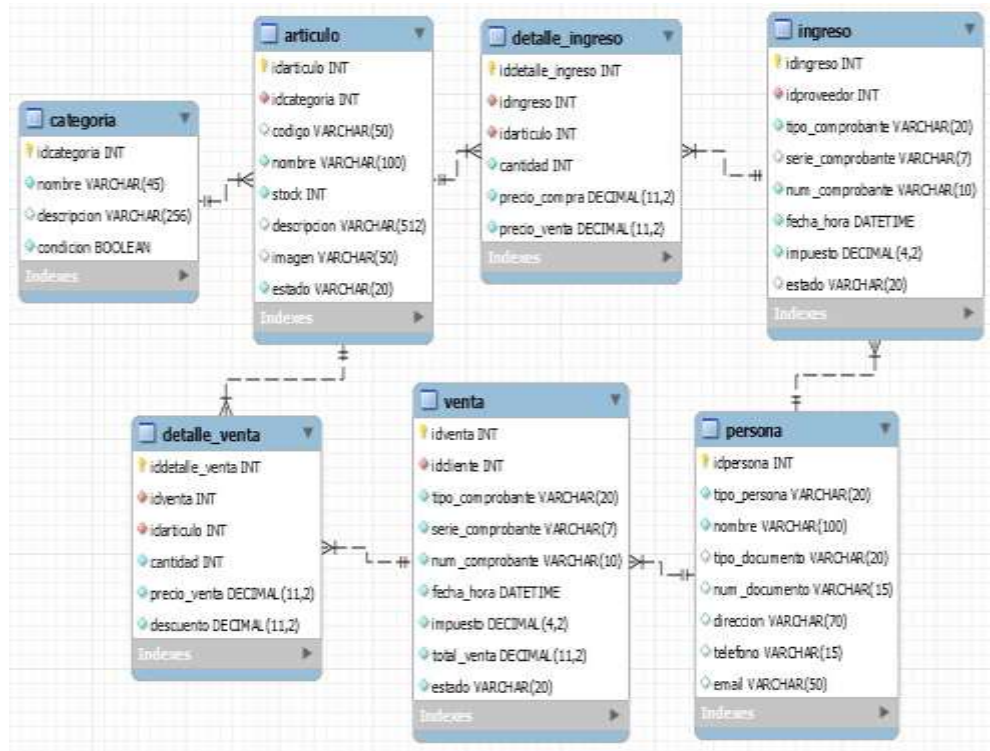 categoria
idcategoria INT
nombre VARCHAR(45)
descripcion VARCHAR(256)
condicion BOOLEAN
Indexes
articulo
idarticulo INT
idcategoria INT
codigo VARCHAR(50)
nombre VARCHAR(100)
stock INT
descripcion VARCHAR(512)
imagen VARCHAR(50)
estado VARCHAR(20)
Indexes
detalle_ingreso
iddetalle_ingreso INT
idingreso INT
idarticulo INT
cantidad INT
precio_compra DECIMAL(11,2)
precio_venta DECIMAL(11,2)
Indexes
ingreso
idingreso INT
idproveedor INT
tipo_comprobante VARCHAR(20)
serie_comprobante VARCHAR(7)
num_comprobante VARCHAR(10)
fecha_hora DATETIME
impuesto DECIMAL(4,2)
estado VARCHAR(20)
Indexes
detalle_venta
iddetalle_venta INT
idventa INT
idarticulo INT
cantidad INT
precio_venta DECIMAL(11,2)
descuento DECIMAL(11,2)
Indexes
venta
idventa INT
idcliente INT
tipo_comprobante VARCHAR(20)
serie_comprobante VARCHAR(7)
num_comprobante VARCHAR(10)
fecha_hora DATETIME
impuesto DECIMAL(4,2)
total_venta DECIMAL(11,2)
estado VARCHAR(20)
Indexes
persona
idpersona INT
tipo_persona VARCHAR(20)
nombre VARCHAR(100)
tipo_documento VARCHAR(20)
num_documento VARCHAR(15)
direccion VARCHAR(70)
telefono VARCHAR(15)
email VARCHAR(50)
Indexes